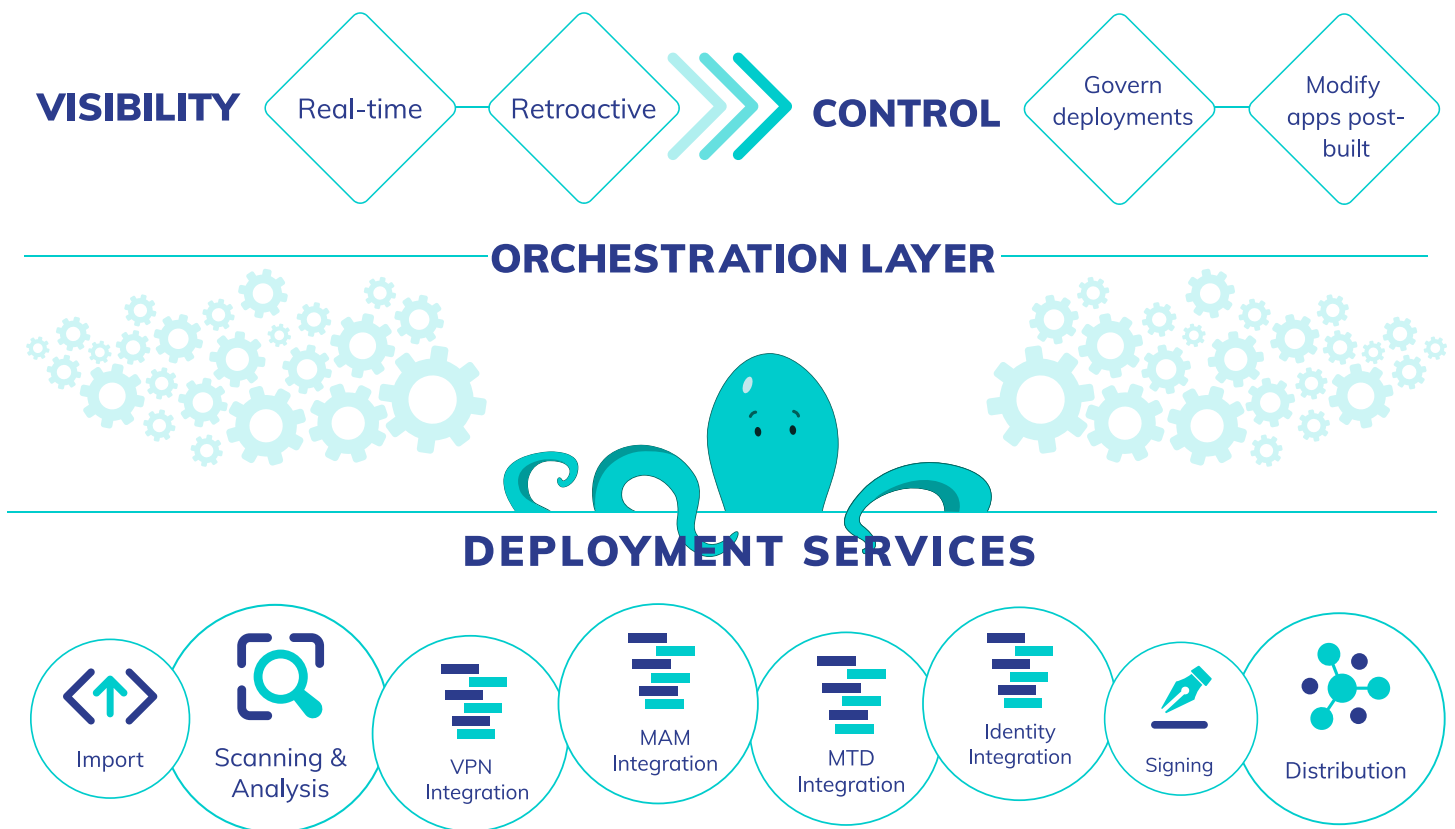 VISIBILITY
Real-time
Retroactive
CONTROL
Govern
deployments
Modify
apps post-
built
ORCHESTRATION LAYER
DEPLOYMENT SERVICES
Import
Scanning &
Analysis
VPN
Integration
MAM
Integration
MTD
Integration
Identity
Integration
Signing
Distribution